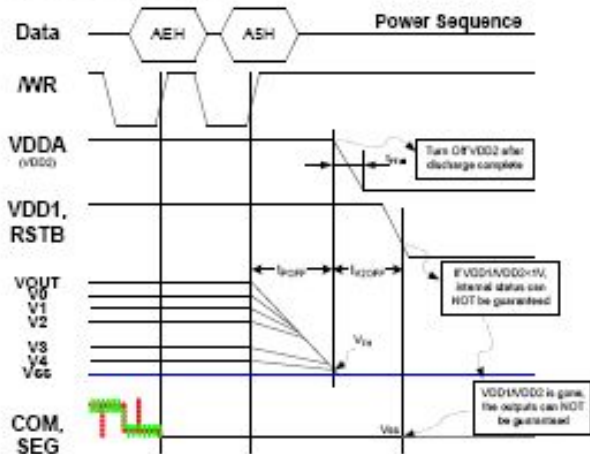 Power Sequence
Data
AEH
A5H
/WR
VDDA
(VDD2)
Turn Off VDD2 after
discharge complete
VDD1,
RSTB
tPOFF
tV2OFF
If VDD1/VDD2<1V,
internal status can
NOT be guaranteed
VOUT
V0
V1
V2
V3
V4
VSS
VDD1/VDD2 is gone,
the outputs can NOT
be guaranteed
COM,
SEG
VSS